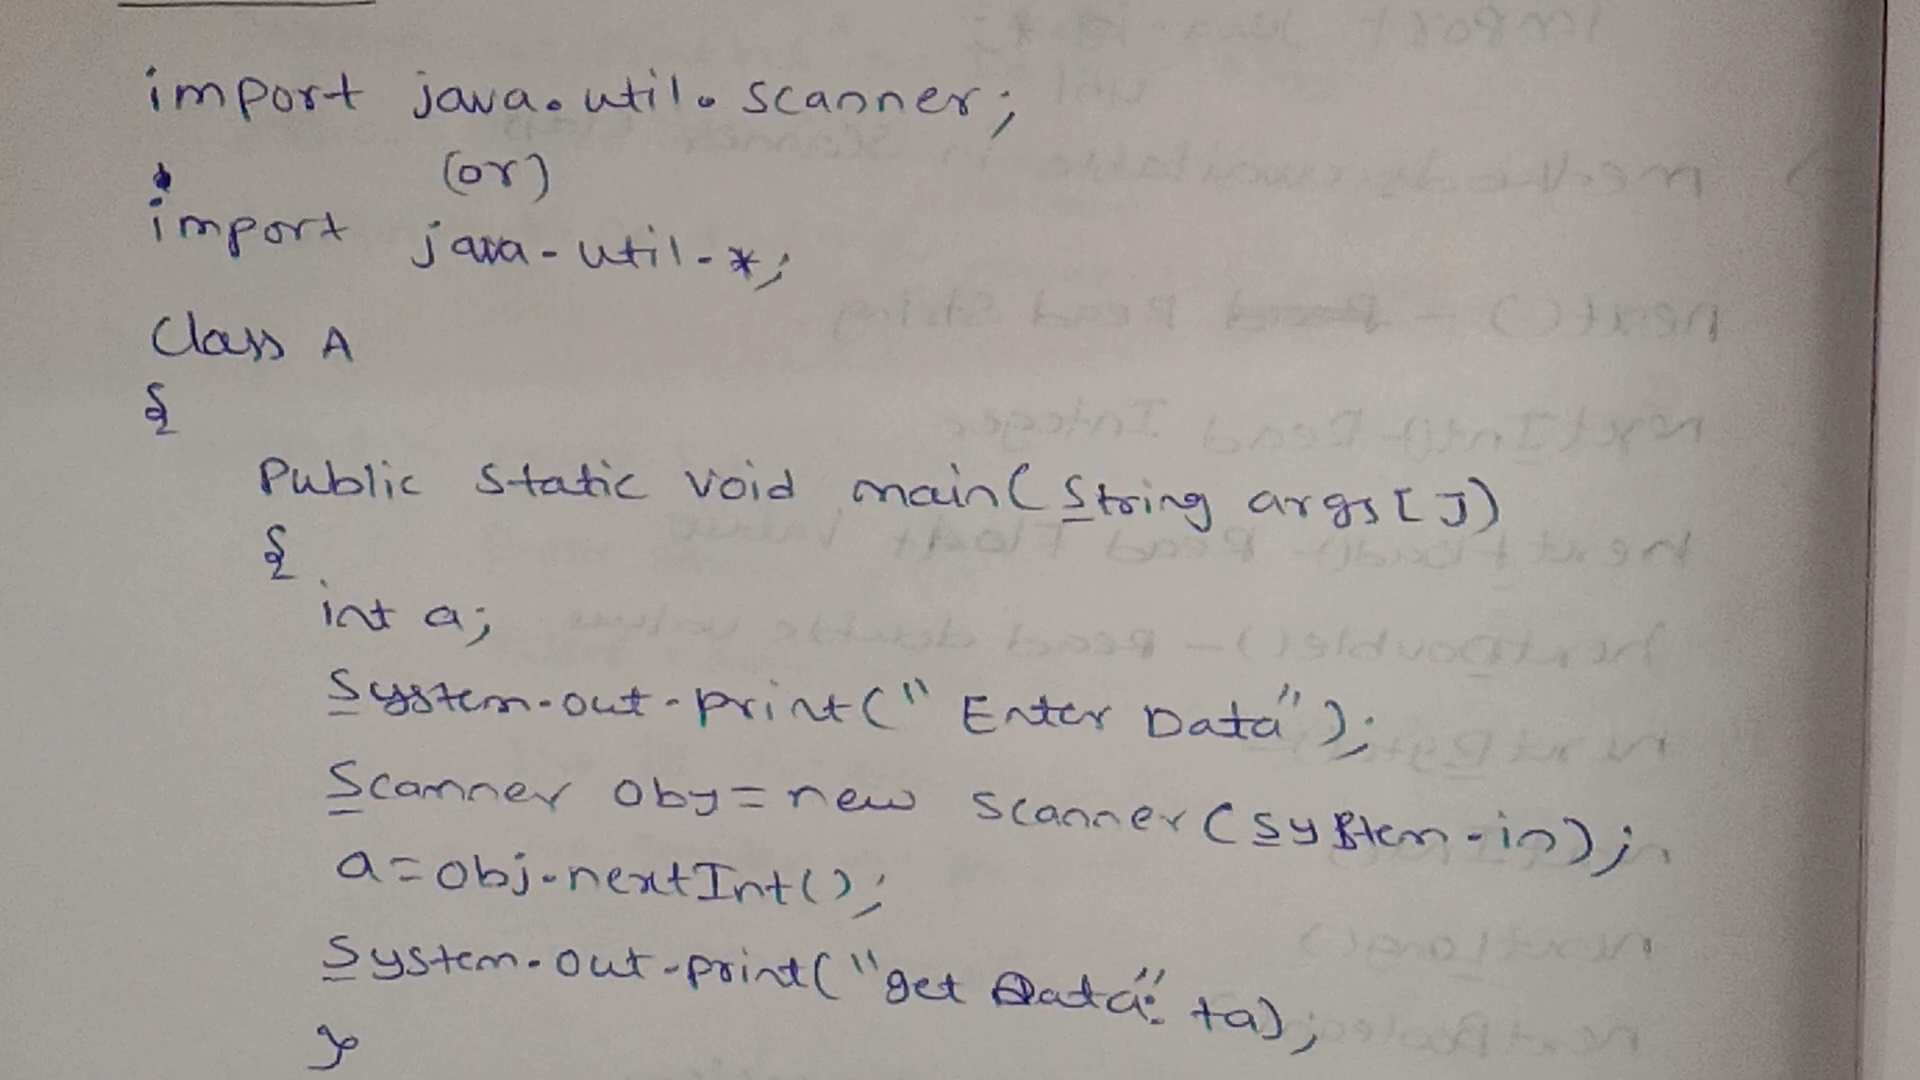 import java.util.scanner;
(or)
import java.util.*;
class A
{
Public static void main(String args[])
{
int a;
System.out.print("Enter Data");
Scanner obj=new scanner(System.in);
a=obj.nextInt();
System.out.print("get Data:"+a);
}